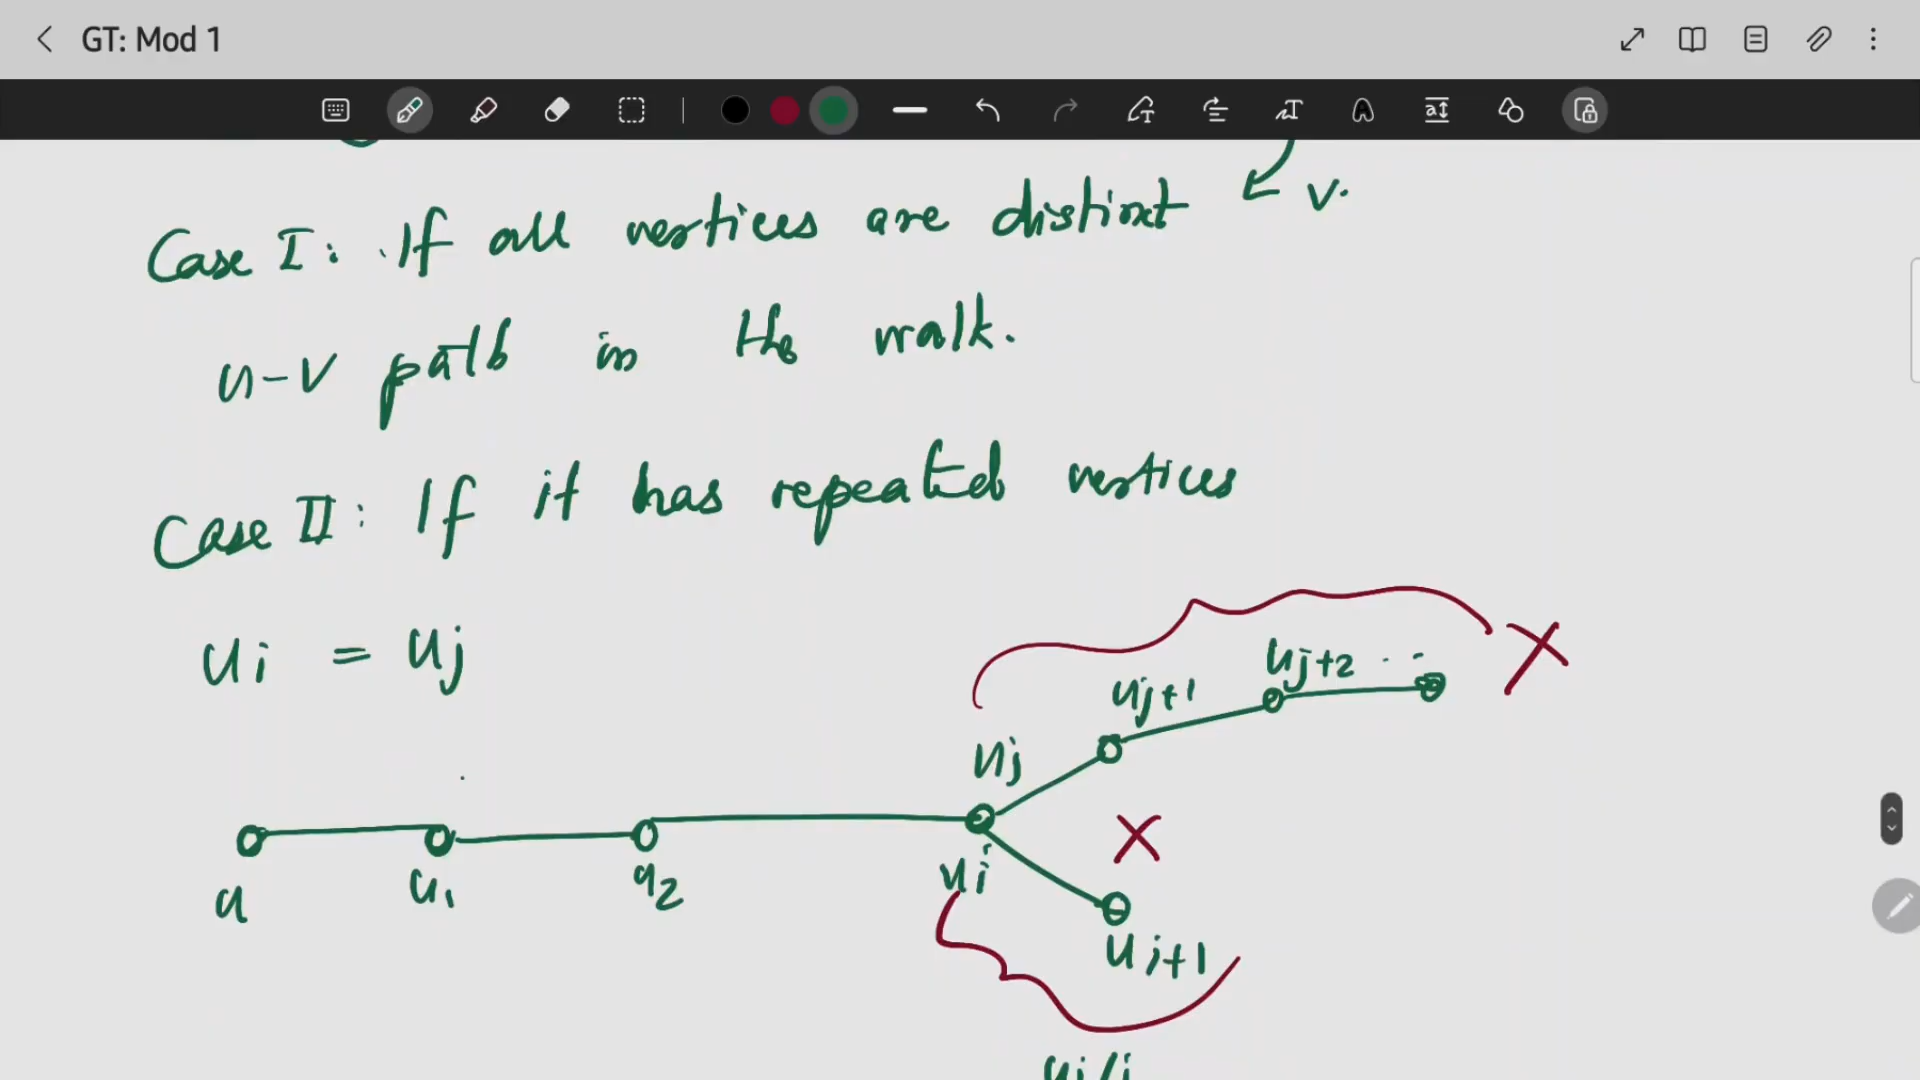 GT: Mod 1
v.
Case I: If all vertices are distinct
u-v path in the walk.
Case II: If it has repeated vertices
ui = uj
uj+1 uj+2 ..
uj
u u1 u2 ui
ui+1